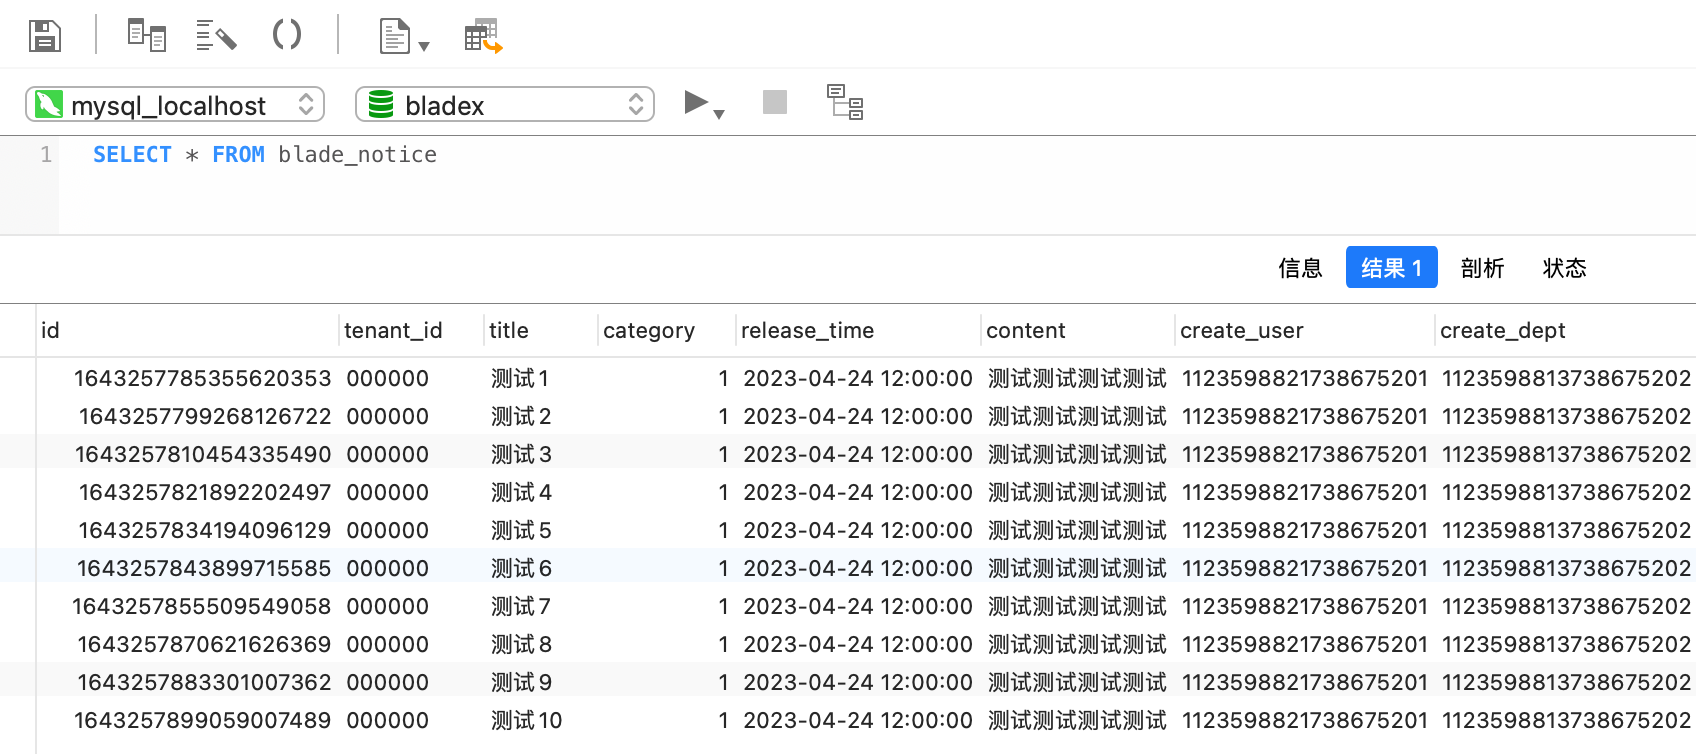 mysql_localhost bladex
1 SELECT * FROM blade_notice
信息 结果 1 剖析 状态
id tenant_id title category release_time content create_user create_dept
1643257785355620353 000000 测试1 1 2023-04-24 12:00:00 测试测试测试测试 1123598821738675201 1123598813738675202
1643257799268126722 000000 测试2 1 2023-04-24 12:00:00 测试测试测试测试 1123598821738675201 1123598813738675202
1643257810454335490 000000 测试3 1 2023-04-24 12:00:00 测试测试测试测试 1123598821738675201 1123598813738675202
1643257821892202497 000000 测试4 1 2023-04-24 12:00:00 测试测试测试测试 1123598821738675201 1123598813738675202
1643257834194096129 000000 测试5 1 2023-04-24 12:00:00 测试测试测试测试 1123598821738675201 1123598813738675202
1643257843899715585 000000 测试6 1 2023-04-24 12:00:00 测试测试测试测试 1123598821738675201 1123598813738675202
1643257855509549058 000000 测试7 1 2023-04-24 12:00:00 测试测试测试测试 1123598821738675201 1123598813738675202
1643257870621626369 000000 测试8 1 2023-04-24 12:00:00 测试测试测试测试 1123598821738675201 1123598813738675202
1643257883301007362 000000 测试9 1 2023-04-24 12:00:00 测试测试测试测试 1123598821738675201 1123598813738675202
1643257899059007489 000000 测试10 1 2023-04-24 12:00:00 测试测试测试测试 1123598821738675201 1123598813738675202